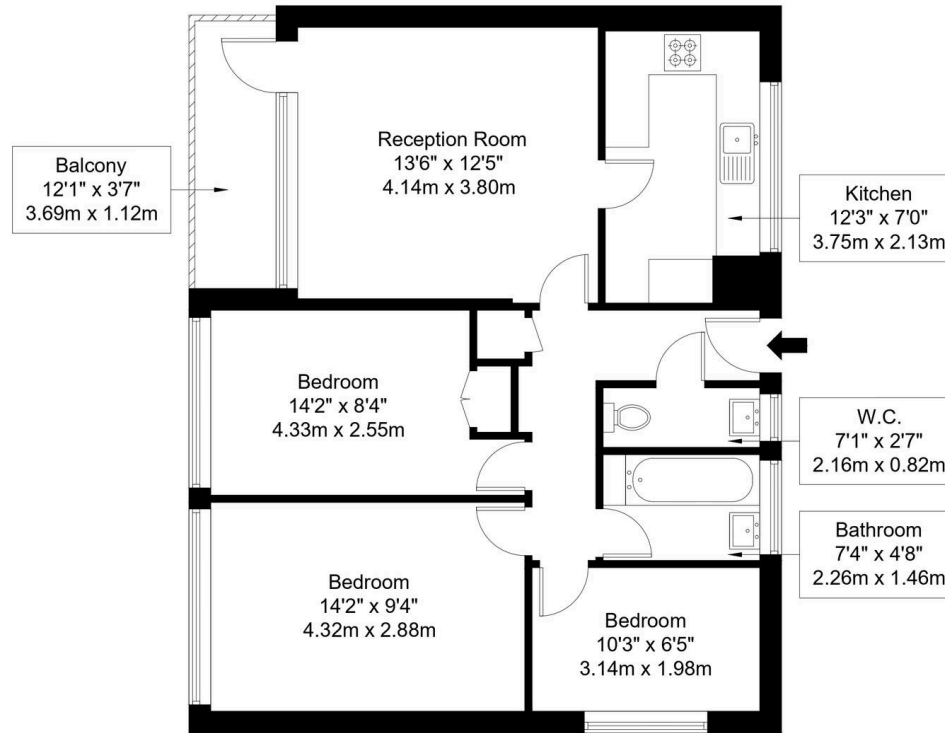 Reception Room
13'6" x 12'5"
4.14m x 3.80m
Balcony
12'1" x 3'7"
3.69m x 1.12m
Kitchen
12'3" x 7'0"
3.75m x 2.13m
Bedroom
14'2" x 8'4"
4.33m x 2.55m
W.C.
7'1" x 2'7"
2.16m x 0.82m
Bathroom
7'4" x 4'8"
2.26m x 1.46m
Bedroom
14'2" x 9'4"
4.32m x 2.88m
Bedroom
10'3" x 6'5"
3.14m x 1.98m